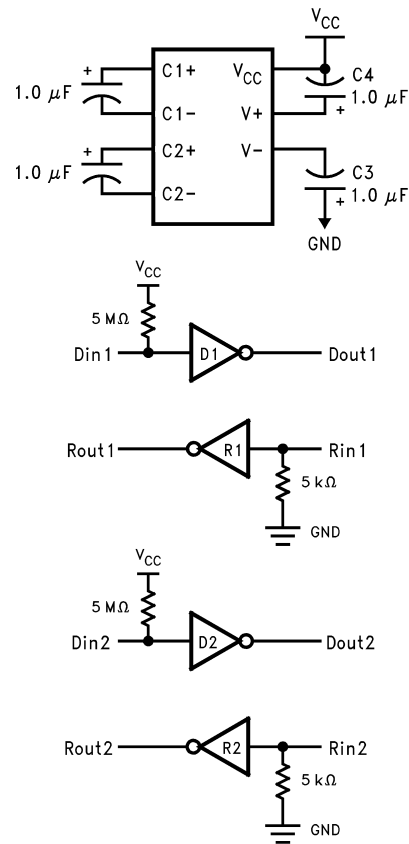 VCC
+ C1+ VCC C4
1.0 μF 1.0 μF
C1− V+ +
+ C2+ V−
1.0 μF C3
C2− 1.0 μF
+
GND
VCC
5 MΩ
Din1 D1 Dout1
Rout1 R1 Rin1
5 kΩ
GND
VCC
5 MΩ
Din2 D2 Dout2
Rout2 R2 Rin2
5 kΩ
GND